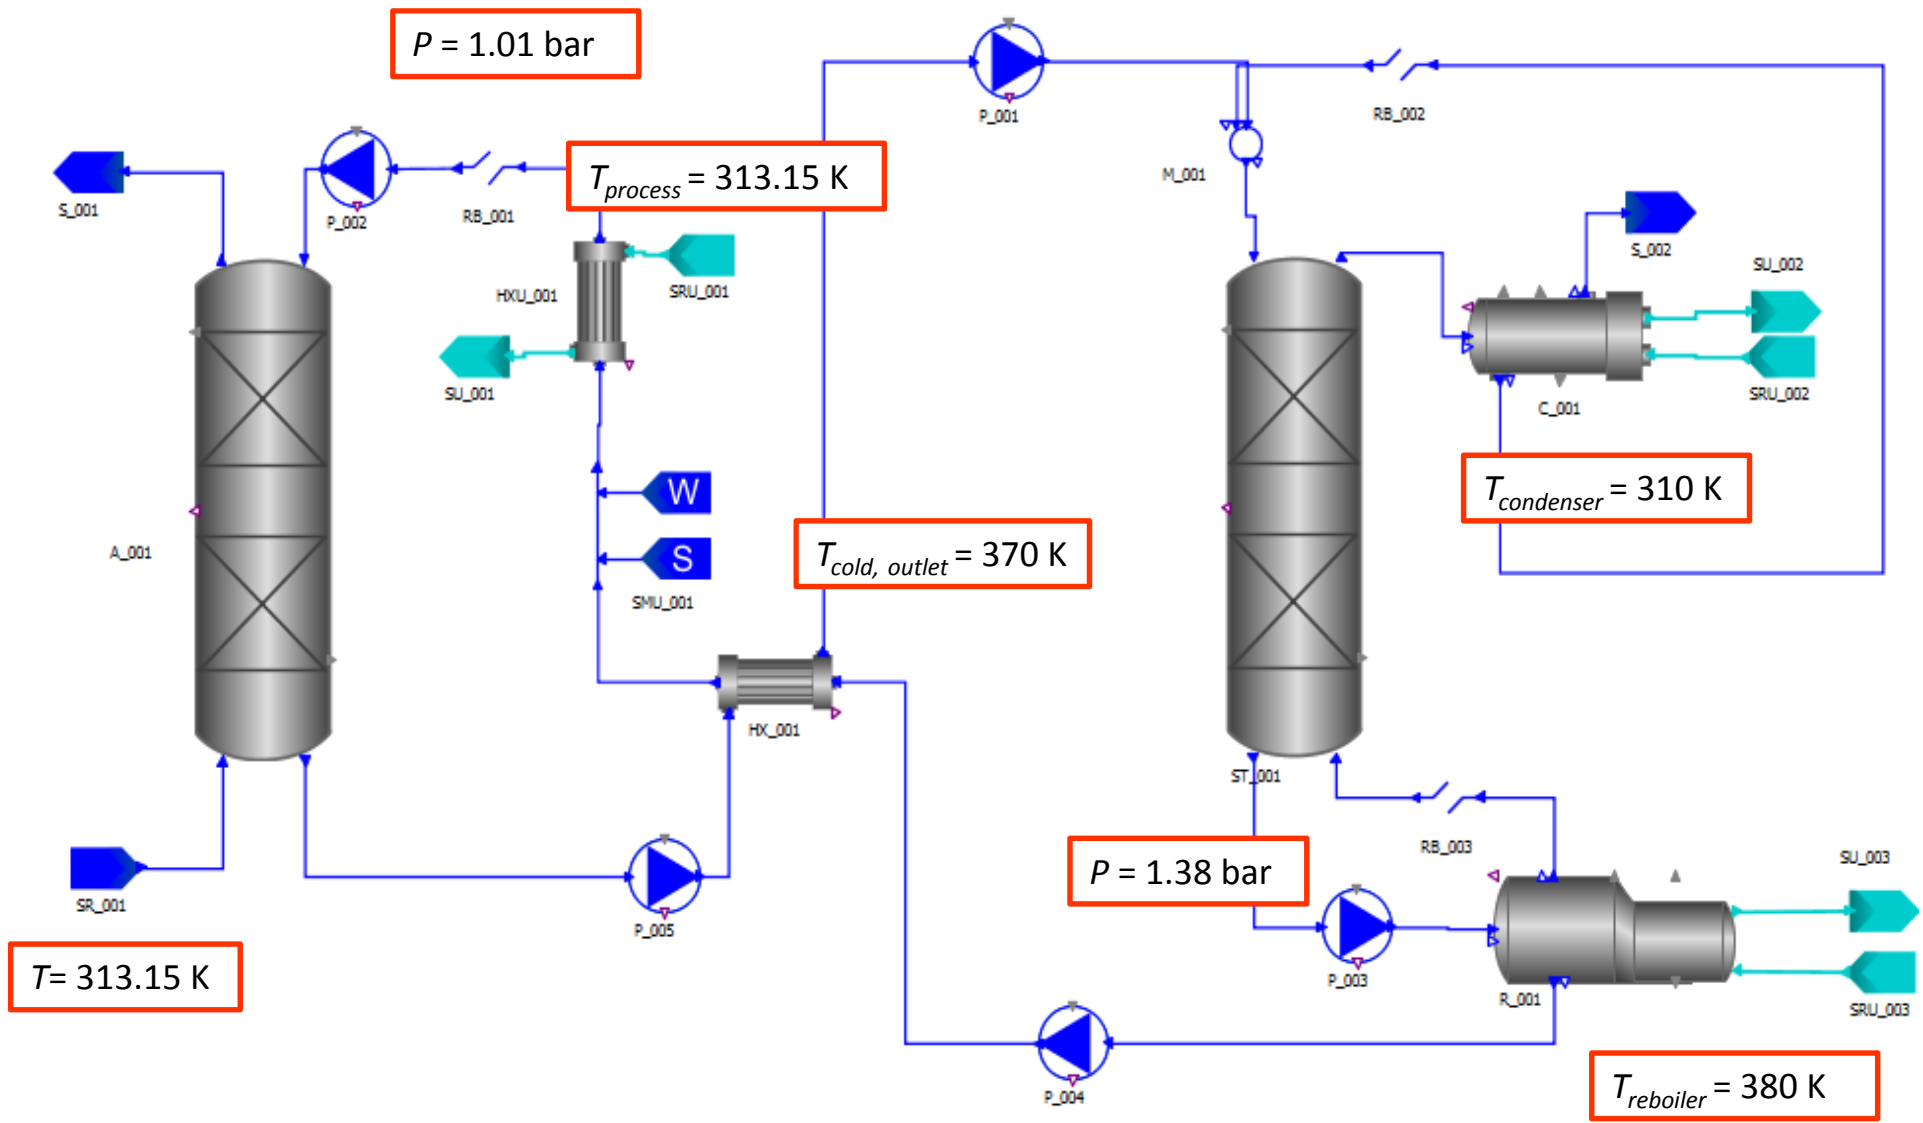 P = 1.01 bar
P_001
RB_002
S_001
P_002
RB_001
T_process = 313.15 K
M_001
S_002
SU_002
HXU_001
SRU_001
SU_001
SRU_002
C_001
W
T_condenser = 310 K
T_cold, outlet = 370 K
A_001
S
SMU_001
HX_001
ST_001
RB_003
P = 1.38 bar
SU_003
SR_001
P_005
T= 313.15 K
P_003
R_001
SRU_003
P_004
T_reboiler = 380 K